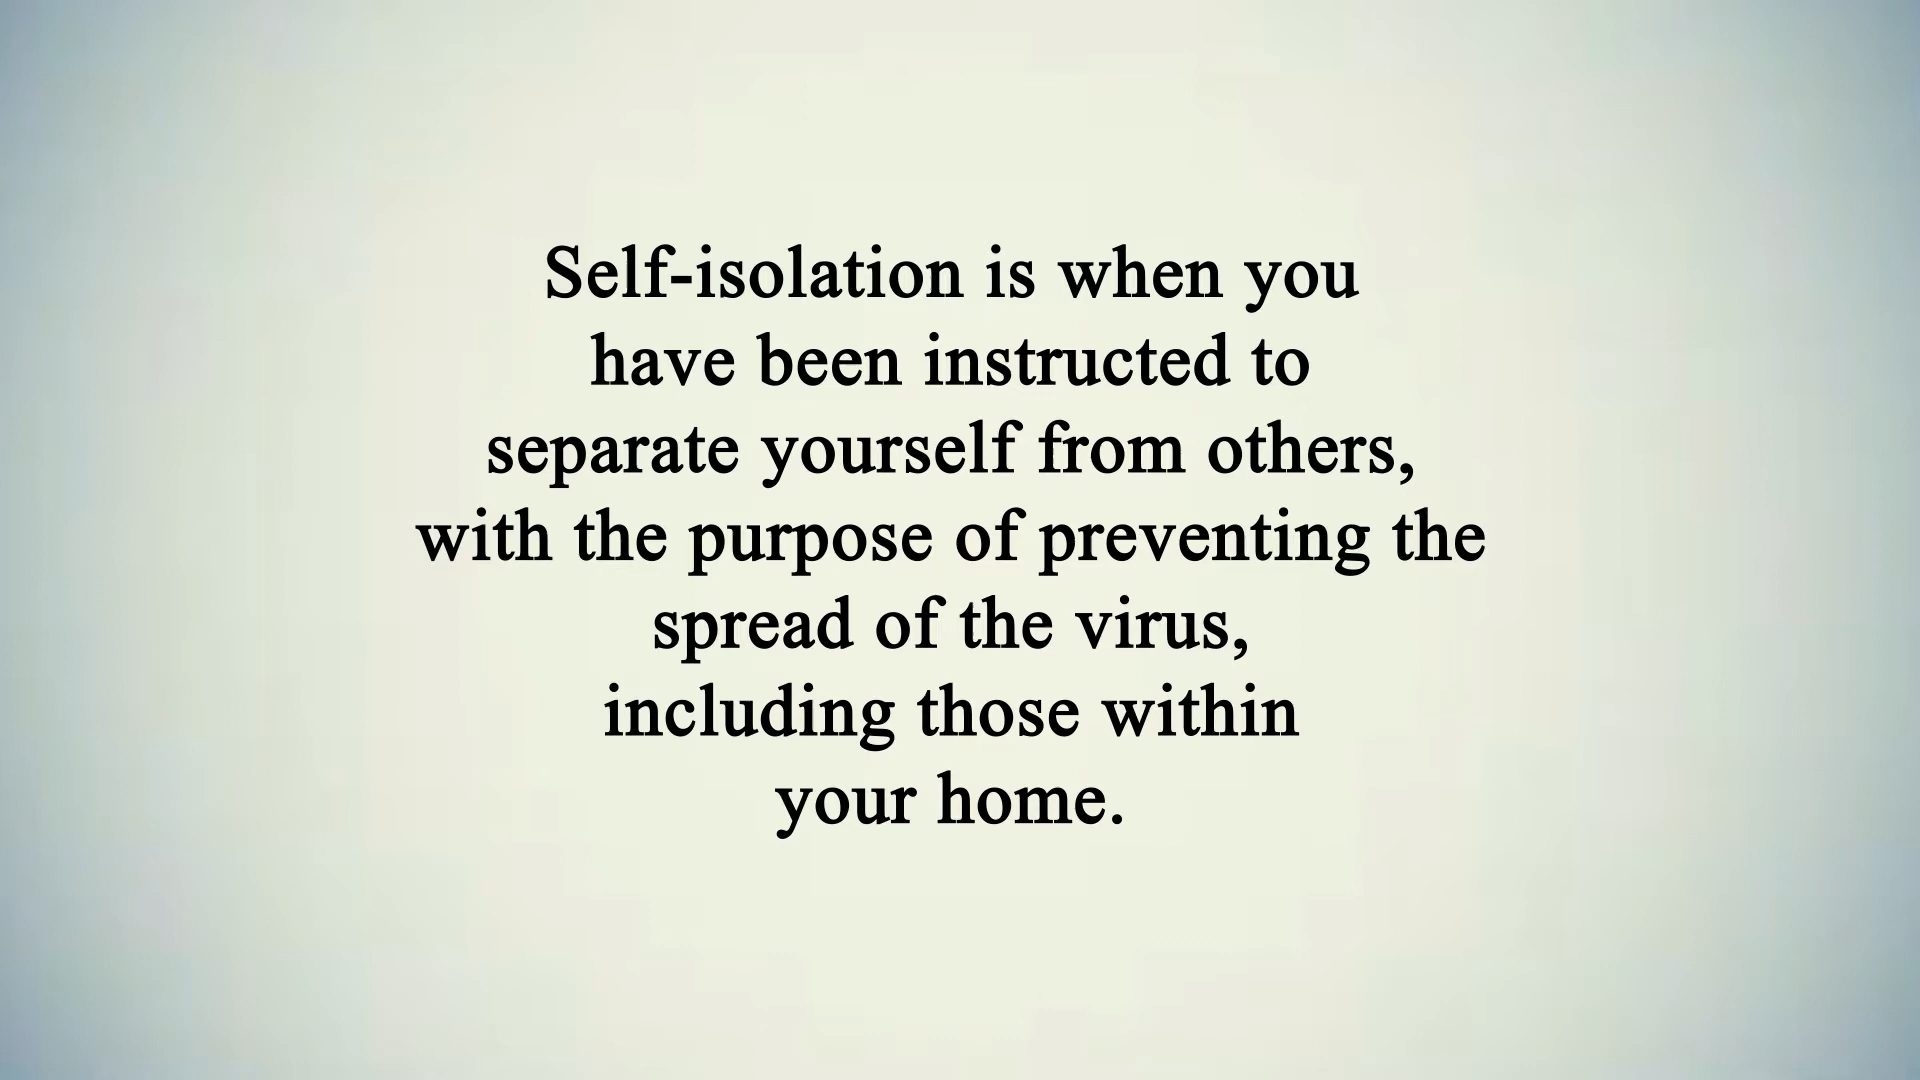 Self-isolation is when you
have been instructed to
separate yourself from others,
with the purpose of preventing the
spread of the virus,
including those within
your home.